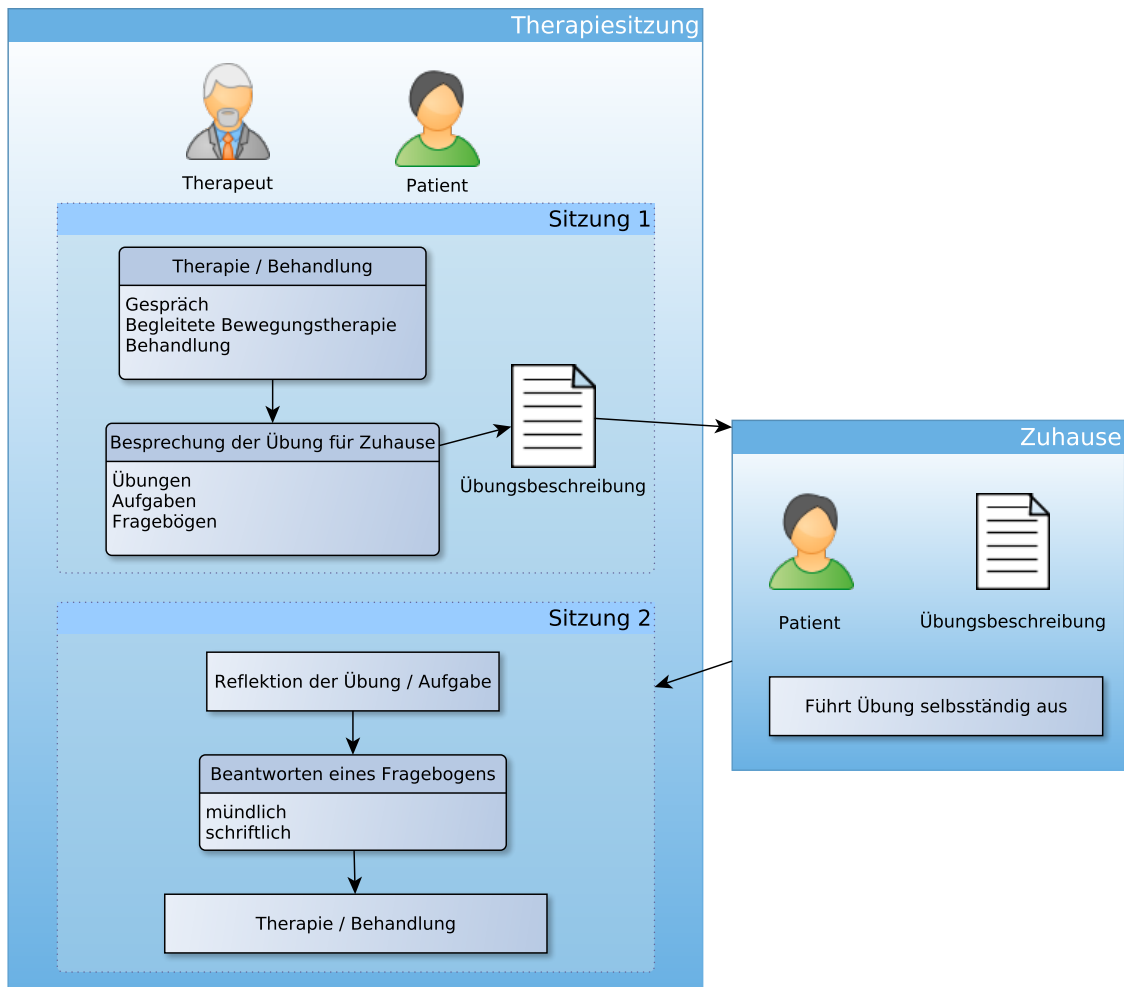 Therapiesitzung
Therapeut
Patient
Sitzung 1
Therapie / Behandlung
Gespräch
Begleitete Bewegungstherapie
Behandlung
Besprechung der Übung für Zuhause
Übungen
Aufgaben
Fragebögen
Übungsbeschreibung
Zuhause
Patient
Übungsbeschreibung
Führt Übung selbsständig aus
Sitzung 2
Reflektion der Übung / Aufgabe
Beantworten eines Fragebogens
mündlich
schriftlich
Therapie / Behandlung